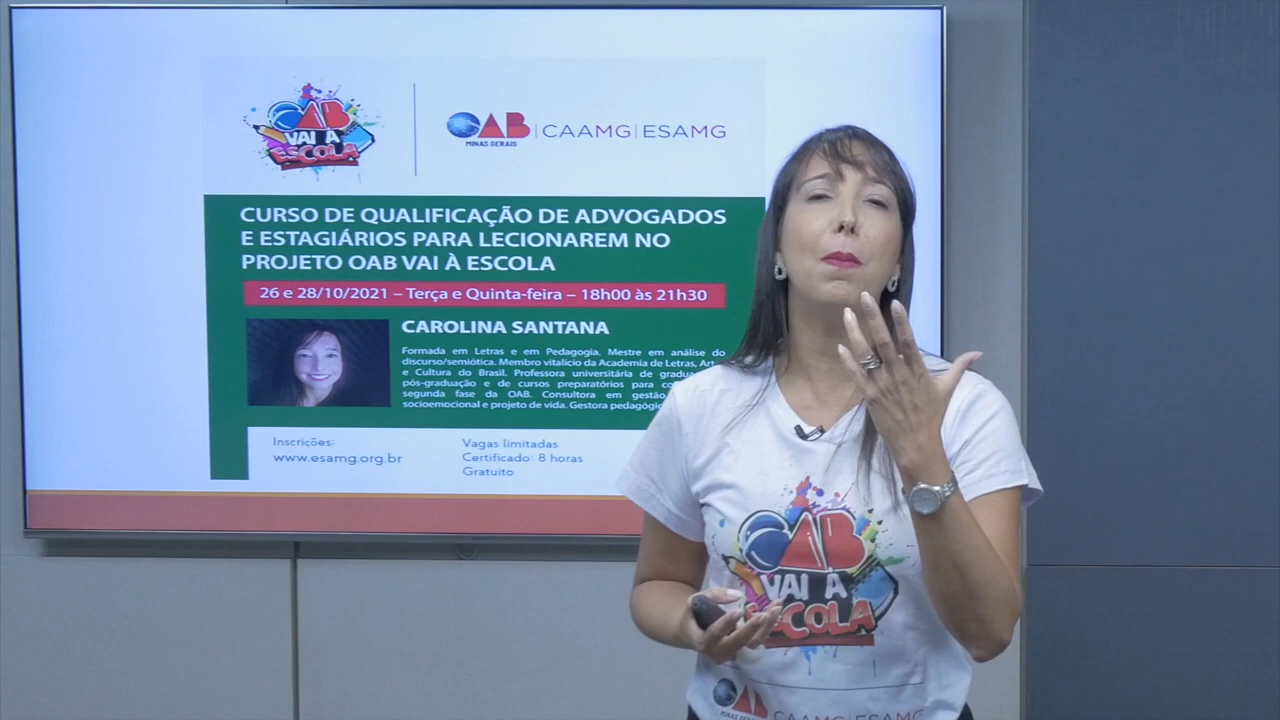 OAB
VAI À
ESCOLA
OAB | CAAMG | ESAMG
MINAS GERAIS
CURSO DE QUALIFICAÇÃO DE ADVOGADOS
E ESTAGIÁRIOS PARA LECIONAREM NO
PROJETO OAB VAI À ESCOLA
26 e 28/10/2021 – Terça e Quinta-feira – 18h00 às 21h30
CAROLINA SANTANA
Formada em Letras e em Pedagogia. Mestre em análise do
discurso/semiótica. Membro vitalício da Academia de Letras,
e Cultura do Brasil. Professora universitária de
pós-graduação e de cursos preparatórios para
segunda fase da OAB. Consultora em gestão
socioemocional e projeto de vida. Gestora
Inscrições:
www.esamg.org.br
Vagas limitadas
Certificado: 8 horas
Gratuito
OAB
VAI À
ESCOLA
OAB CAAMG|ESAMG
MINAS GERAIS